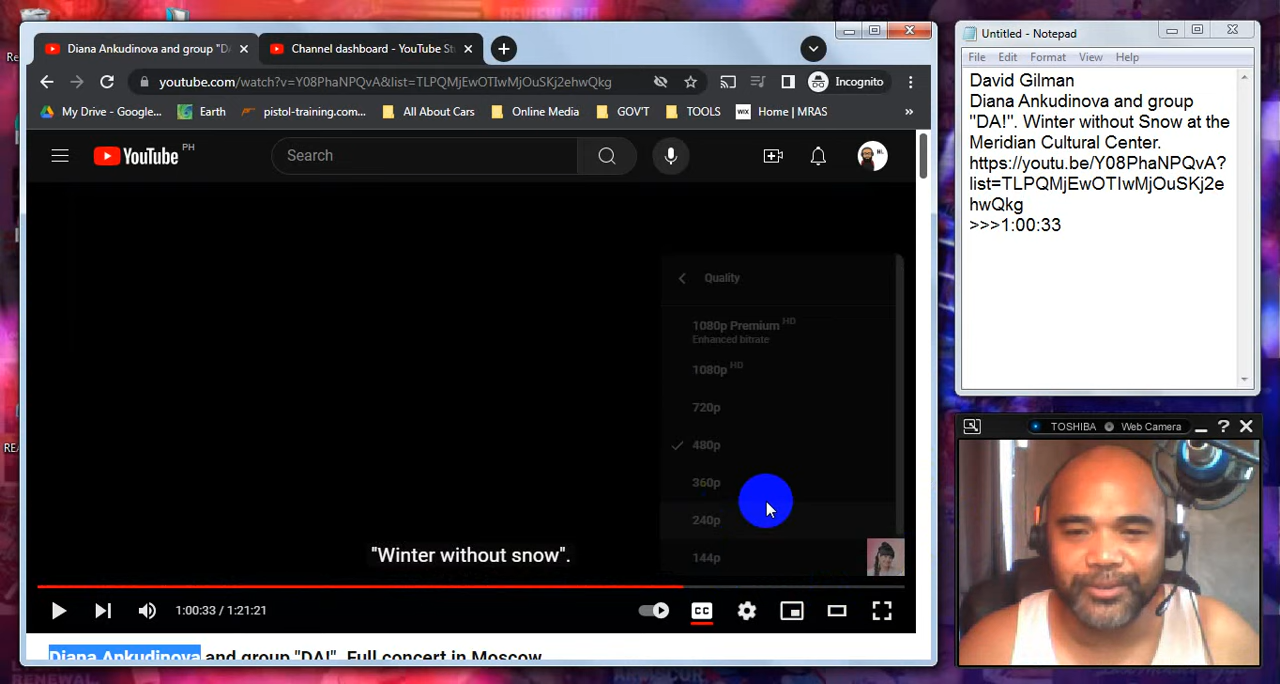 Diana Ankudinova and group "D
Channel dashboard - YouTube St
youtube.com/watch?v=Y08PhaNPQvA&list=TLPQMjEwOTIwMjOuSKj2ehwQkg
Incognito
My Drive - Google...
Earth
pistol-training.com...
All About Cars
Online Media
GOV'T
TOOLS
WIX Home | MRAS
»
YouTube PH
Search
Quality
1080p Premium HD
Enhanced bitrate
1080p HD
720p
480p
360p
240p
144p
"Winter without snow".
1:00:33 / 1:21:21
CC
Diana Ankudinova and group "DA!". Full concert in Moscow
Untitled - Notepad
File Edit Format View Help
David Gilman
Diana Ankudinova and group
"DA!". Winter without Snow at the
Meridian Cultural Center.
https://youtu.be/Y08PhaNPQvA?
list=TLPQMjEwOTIwMjOuSKj2e
hwQkg
>>>1:00:33
TOSHIBA Web Camera
RENEWAL.